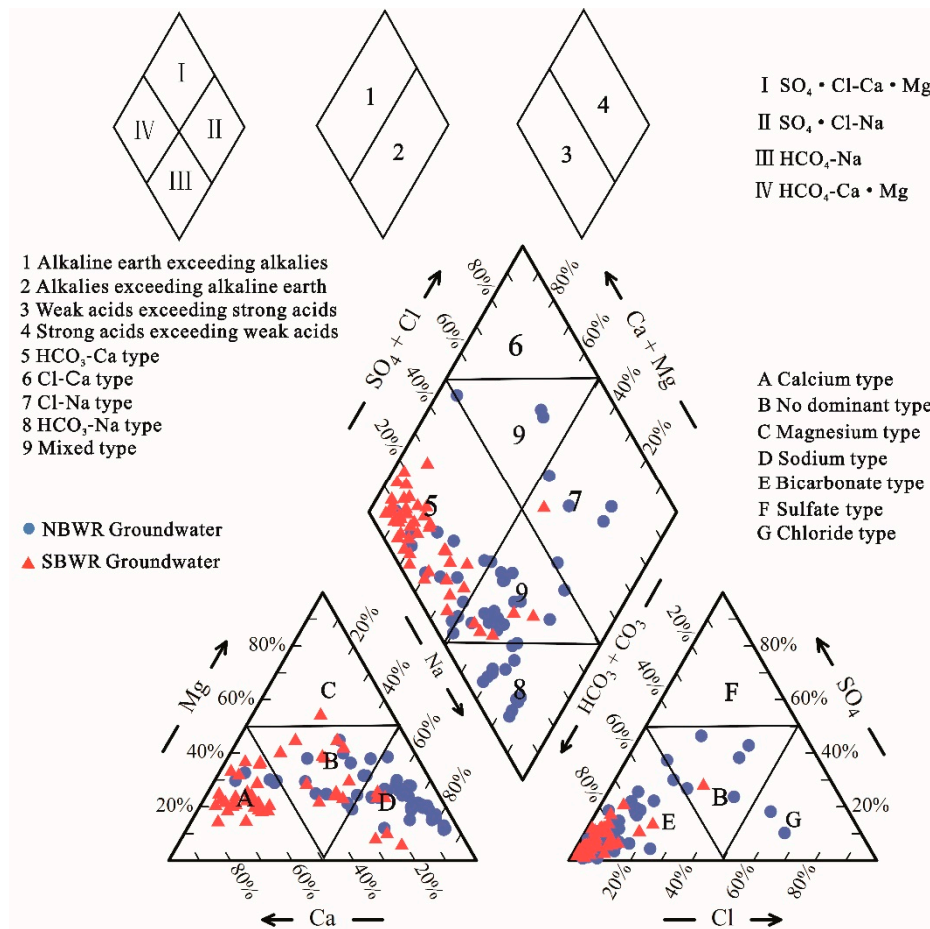 I
IV
II
III
1
2
4
3
I SO₄ • Cl-Ca • Mg
II SO₄ • Cl-Na
III HCO₄-Na
IV HCO₄-Ca • Mg
1 Alkaline earth exceeding alkalies
2 Alkalies exceeding alkaline earth
3 Weak acids exceeding strong acids
4 Strong acids exceeding weak acids
5 HCO₃-Ca type
6 Cl-Ca type
7 Cl-Na type
8 HCO₃-Na type
9 Mixed type
NBWR Groundwater
SBWR Groundwater
A Calcium type
B No dominant type
C Magnesium type
D Sodium type
E Bicarbonate type
F Sulfate type
G Chloride type
SO₄ + Cl
Ca + Mg
80%
60%
40%
20%
80%
60%
40%
20%
6
9
5
7
9
8
Na
HCO₃ + CO₃
Mg
80%
60%
40%
20%
20%
40%
60%
80%
C
B
A
D
80%
60%
40%
20%
Ca
20%
40%
60%
80%
80%
60%
40%
20%
SO₄
F
B
E
G
20%
40%
60%
80%
Cl